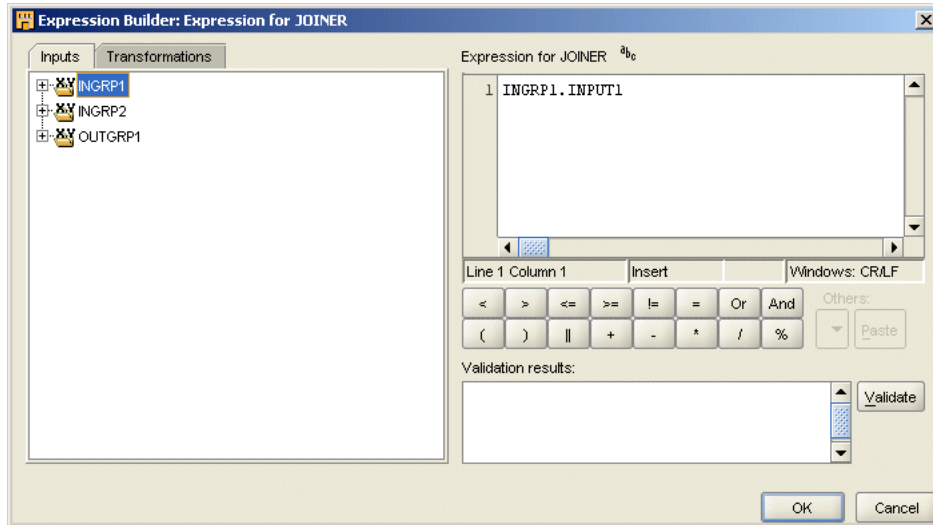 Expression Builder: Expression for JOINER
Inputs Transformations
INGRP1
INGRP2
OUTGRP1
Expression for JOINER abc
1 INGRP1.INPUT1
Line 1 Column 1 Insert Windows: CR/LF
< > <= >= != = Or And Others:
( ) || + - * / % Paste
Validation results:
Validate
OK Cancel